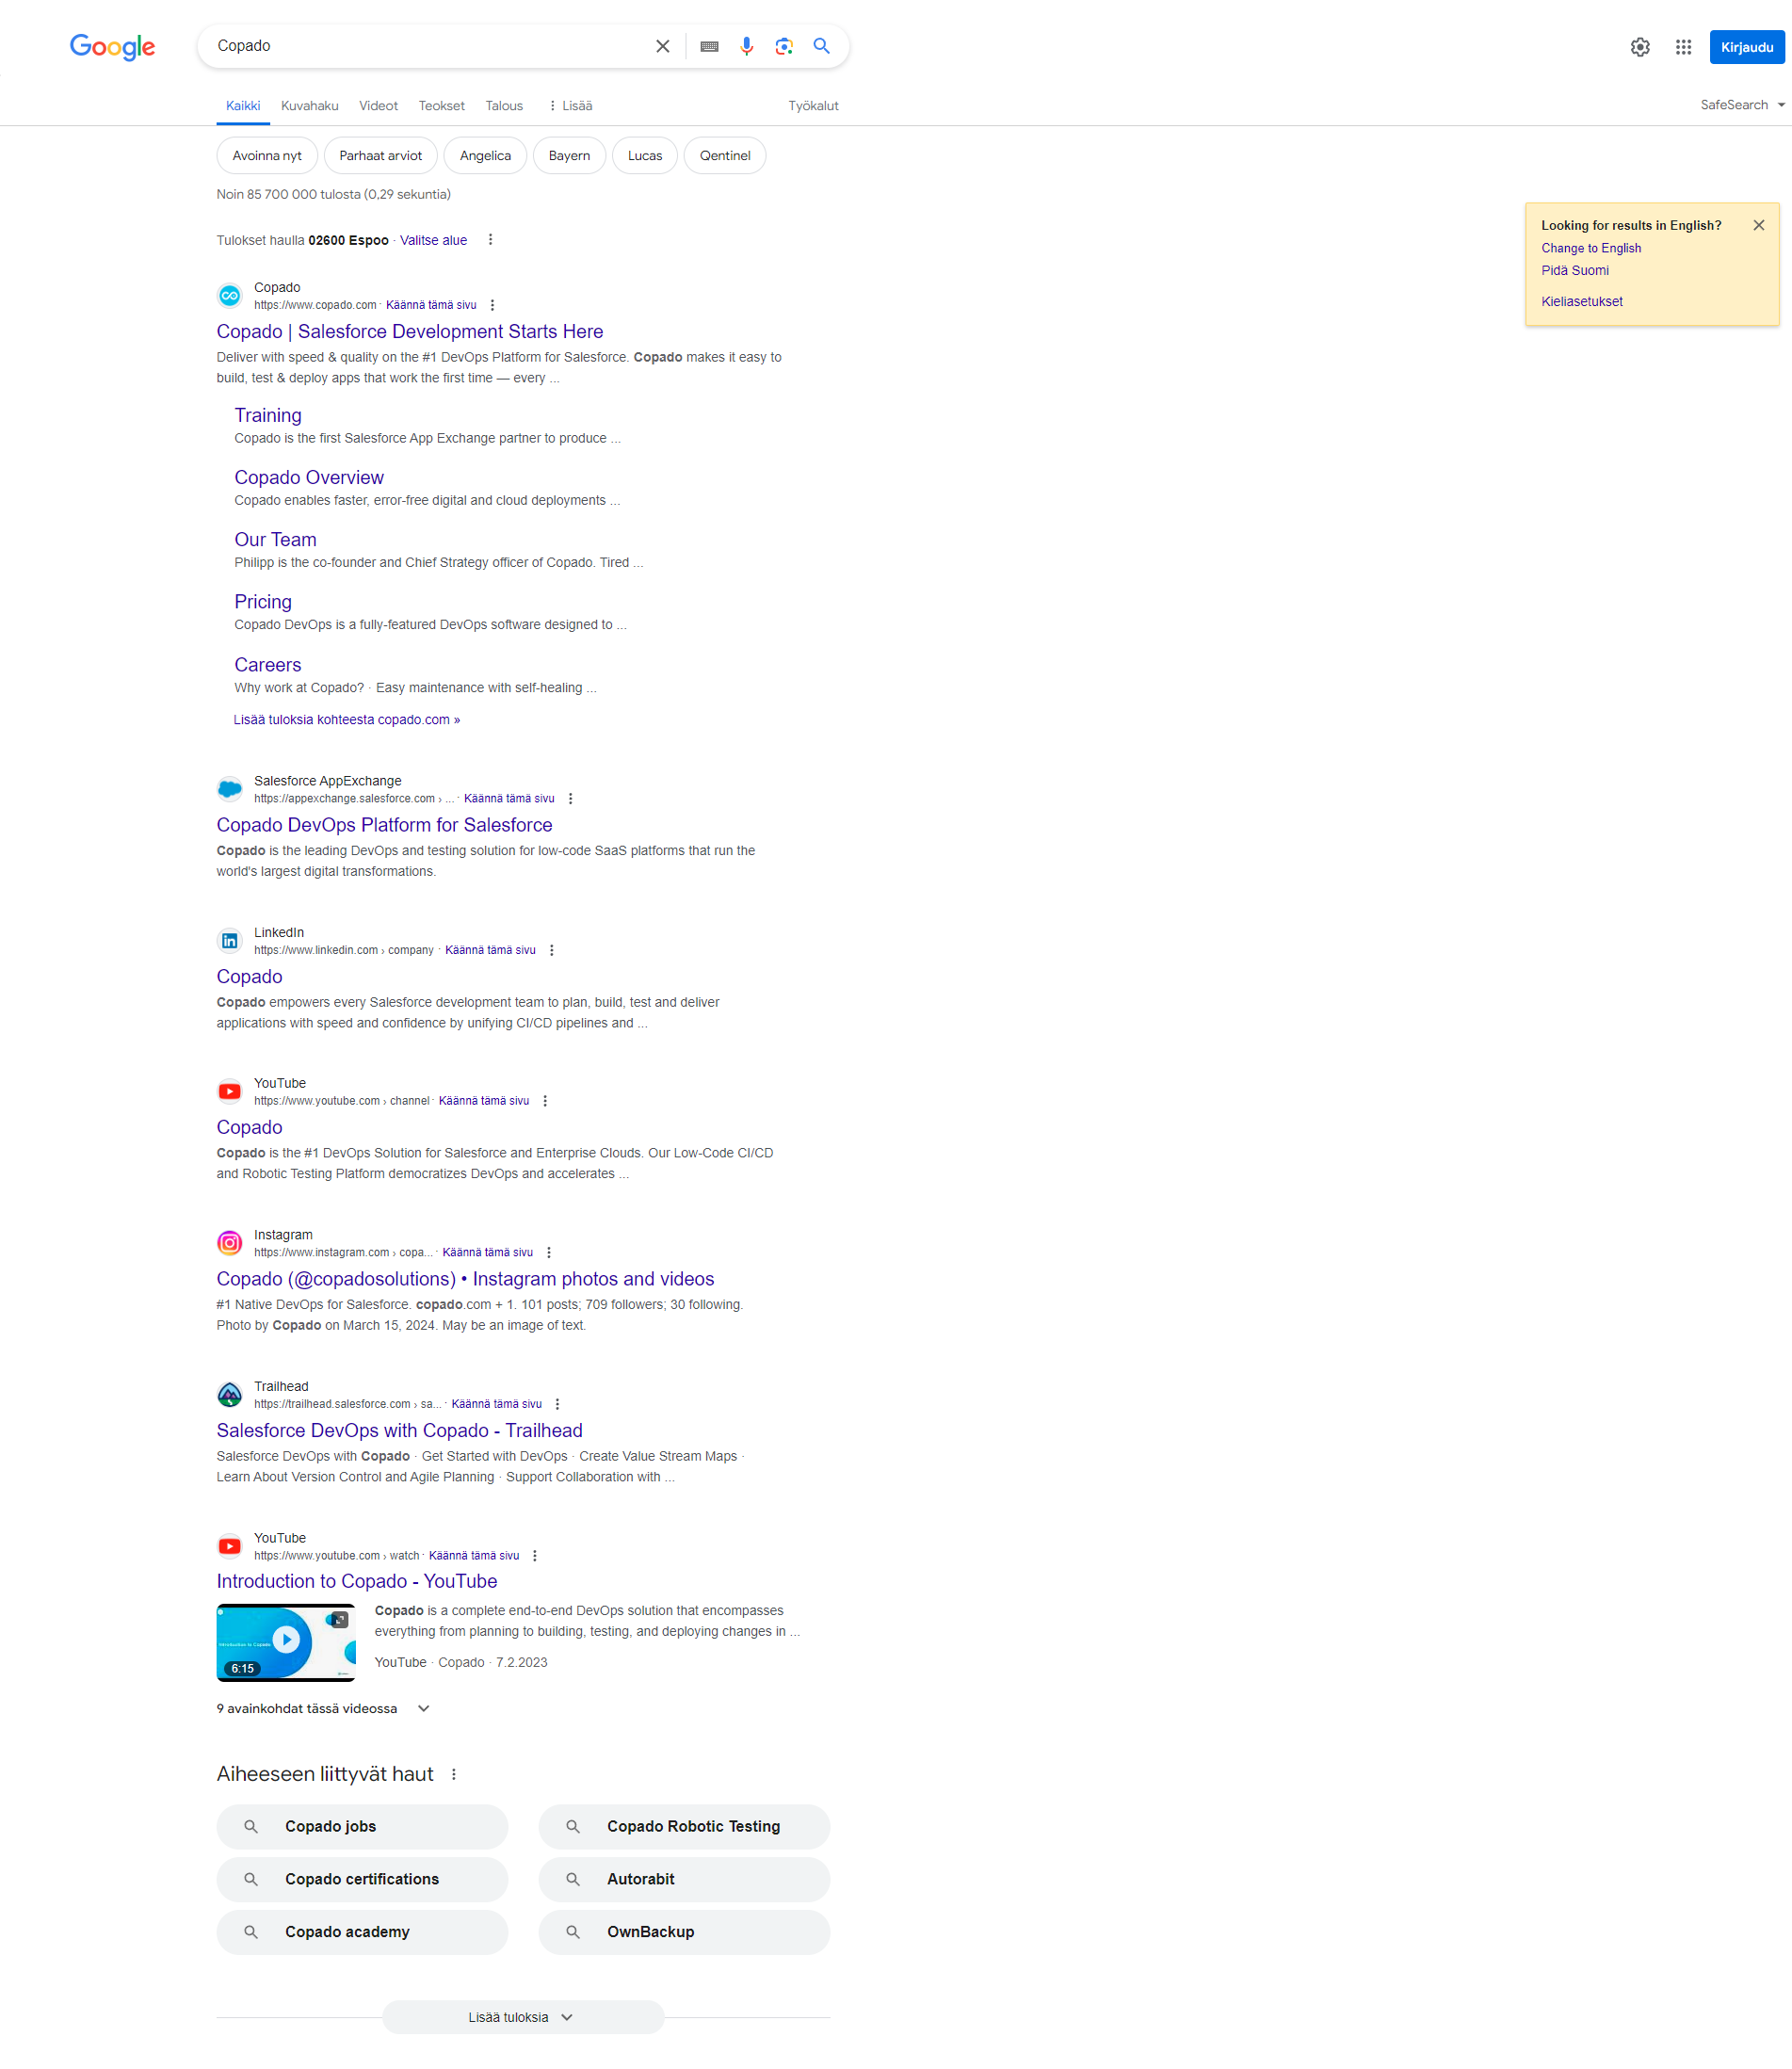 Google
Copado
Kirjaudu
Kaikki Kuvahaku Videot Teokset Talous Lisää Työkalut SafeSearch
Avoinna nyt Parhaat arviot Angelica Bayern Lucas Qentinel
Noin 85 700 000 tulosta (0,29 sekuntia)
Looking for results in English?
Change to English
Pidä Suomi
Kieliasetukset
Tulokset haulla 02600 Espoo · Valitse alue
Copado
https://www.copado.com · Käännä tämä sivu
Copado | Salesforce Development Starts Here
Deliver with speed & quality on the #1 DevOps Platform for Salesforce. Copado makes it easy to
build, test & deploy apps that work the first time — every ...
Training
Copado is the first Salesforce App Exchange partner to produce ...
Copado Overview
Copado enables faster, error-free digital and cloud deployments ...
Our Team
Philipp is the co-founder and Chief Strategy officer of Copado. Tired ...
Pricing
Copado DevOps is a fully-featured DevOps software designed to ...
Careers
Why work at Copado? · Easy maintenance with self-healing ...
Lisää tuloksia kohteesta copado.com »
Salesforce AppExchange
https://appexchange.salesforce.com › ... · Käännä tämä sivu
Copado DevOps Platform for Salesforce
Copado is the leading DevOps and testing solution for low-code SaaS platforms that run the
world's largest digital transformations.
LinkedIn
https://www.linkedin.com › company · Käännä tämä sivu
Copado
Copado empowers every Salesforce development team to plan, build, test and deliver
applications with speed and confidence by unifying CI/CD pipelines and ...
YouTube
https://www.youtube.com › channel · Käännä tämä sivu
Copado
Copado is the #1 DevOps Solution for Salesforce and Enterprise Clouds. Our Low-Code CI/CD
and Robotic Testing Platform democratizes DevOps and accelerates ...
Instagram
https://www.instagram.com › copa... · Käännä tämä sivu
Copado (@copadosolutions) • Instagram photos and videos
#1 Native DevOps for Salesforce. copado.com + 1. 101 posts; 709 followers; 30 following.
Photo by Copado on March 15, 2024. May be an image of text.
Trailhead
https://trailhead.salesforce.com › sa... · Käännä tämä sivu
Salesforce DevOps with Copado - Trailhead
Salesforce DevOps with Copado · Get Started with DevOps · Create Value Stream Maps ·
Learn About Version Control and Agile Planning · Support Collaboration with ...
YouTube
https://www.youtube.com › watch · Käännä tämä sivu
Introduction to Copado - YouTube
Introduction to Copado
6:15
Copado is a complete end-to-end DevOps solution that encompasses
everything from planning to building, testing, and deploying changes in ...
YouTube · Copado · 7.2.2023
9 avainkohdat tässä videossa
Aiheeseen liittyvät haut
Copado jobs
Copado Robotic Testing
Copado certifications
Autorabit
Copado academy
OwnBackup
Lisää tuloksia